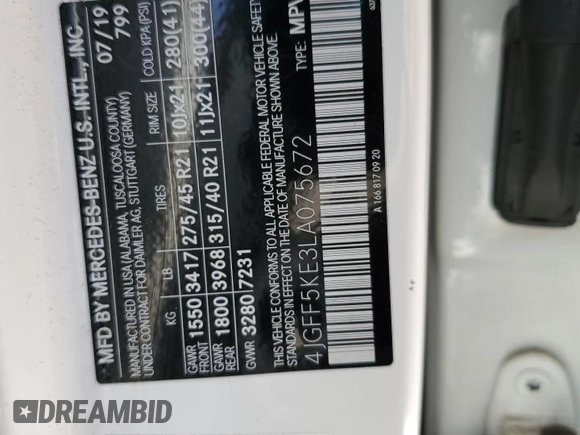 MFD BY MERCEDES-BENZ U.S. INTL., INC. 07/19
MANUFACTURED IN USA (ALABAMA, TUSCALOOSA COUNTY) 799
UNDER CONTRACT FOR DAIMLER AG, STUTTGART (GERMANY)
KG LB TIRES RIM SIZE COLD KPA (PSI)
GAWR FRONT 1550 3417 275/45 R21 10Jx21 280(41)
GAWR REAR 1800 3968 315/40 R21 11Jx21 300(44)
GVWR 3280 7231
THIS VEHICLE CONFORMS TO ALL APPLICABLE FEDERAL MOTOR VEHICLE SAFETY
IN EFFECT ON THE DATE OF MANUFACTURE SHOWN ABOVE.
4JGFF5KE3LA075672 TYPE: MPV
A 166 817 09 20
DREAMBID